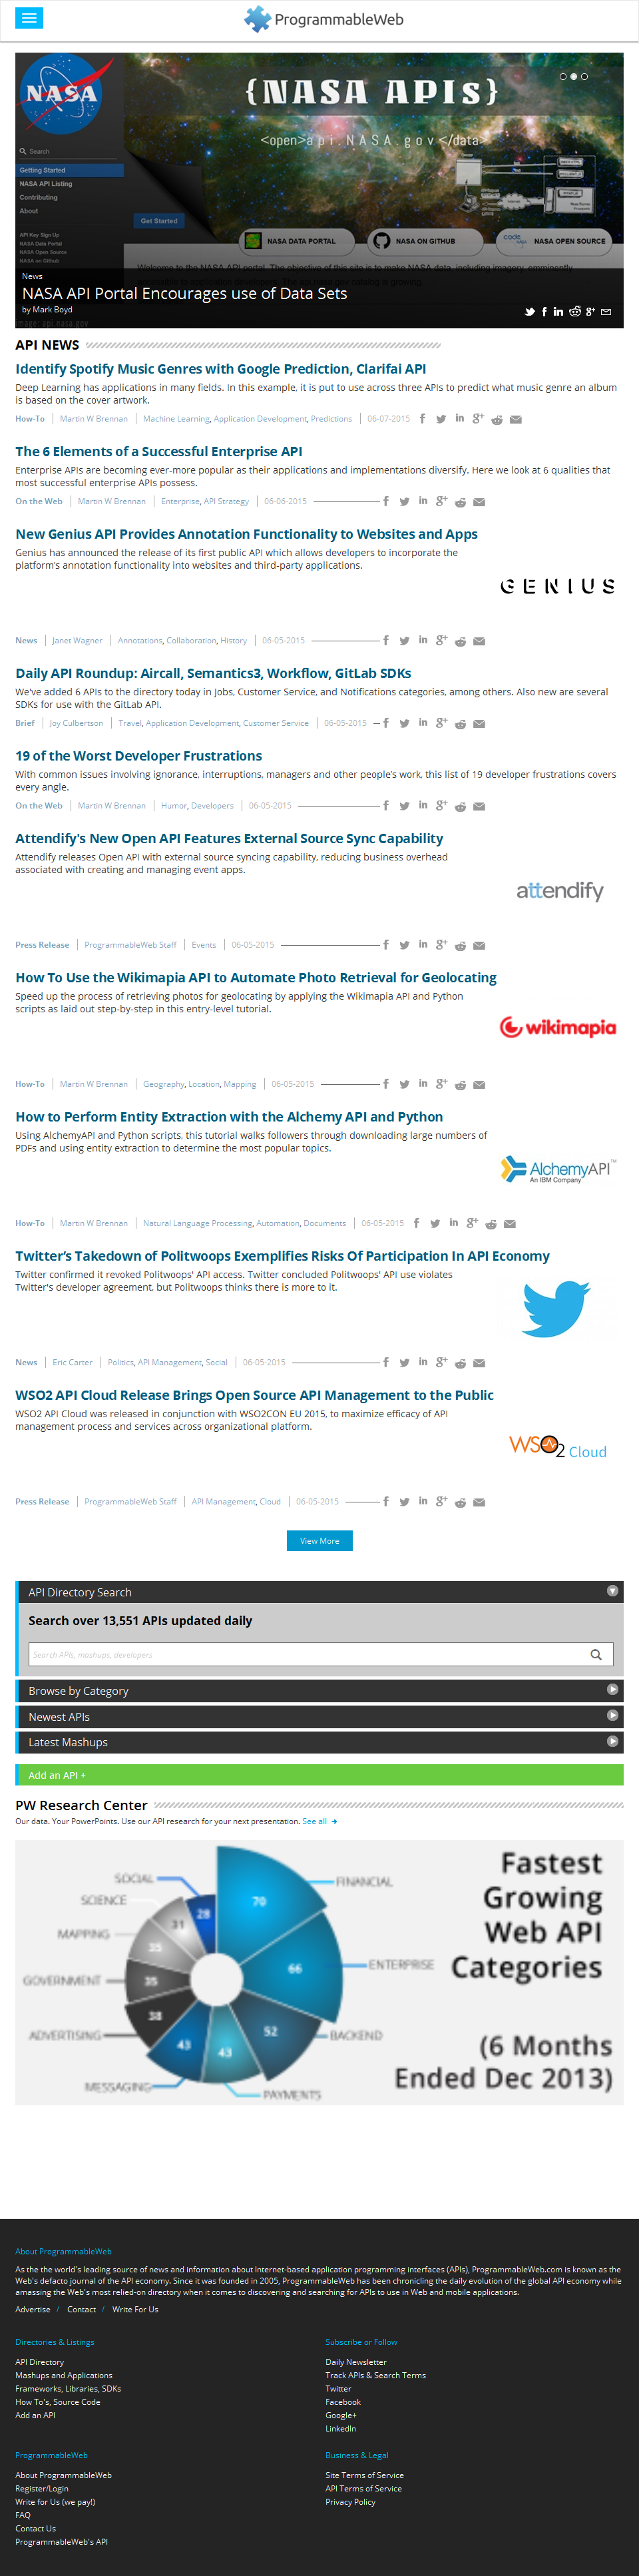 ProgrammableWeb
NASA
{NASA APIs}
<open>api.NASA.gov</data>
Search
Getting Started
NASA API Listing
Contributing
About
API Key Sign Up
NASA Data Portal
NASA Open Source
NASA on Github
Get Started
NASA DATA PORTAL
NASA ON GITHUB
NASA OPEN SOURCE
News
NASA API Portal Encourages use of Data Sets
by Mark Boyd
image: api.nasa.gov
API NEWS
Identify Spotify Music Genres with Google Prediction, Clarifai API
Deep Learning has applications in many fields. In this example, it is put to use across three APIs to predict what music genre an album
is based on the cover artwork.
How-To | Martin W Brennan | Machine Learning, Application Development, Predictions | 06-07-2015
The 6 Elements of a Successful Enterprise API
Enterprise APIs are becoming ever-more popular as their applications and implementations diversify. Here we look at 6 qualities that
most successful enterprise APIs possess.
On the Web | Martin W Brennan | Enterprise, API Strategy | 06-06-2015
New Genius API Provides Annotation Functionality to Websites and Apps
Genius has announced the release of its first public API which allows developers to incorporate the
platform's annotation functionality into websites and third-party applications.
GENIUS
News | Janet Wagner | Annotations, Collaboration, History | 06-05-2015
Daily API Roundup: Aircall, Semantics3, Workflow, GitLab SDKs
We've added 6 APIs to the directory today in Jobs, Customer Service, and Notifications categories, among others. Also new are several
SDKs for use with the GitLab API.
Brief | Joy Culbertson | Travel, Application Development, Customer Service | 06-05-2015
19 of the Worst Developer Frustrations
With common issues involving ignorance, interruptions, managers and other people's work, this list of 19 developer frustrations covers
every angle.
On the Web | Martin W Brennan | Humor, Developers | 06-05-2015
Attendify's New Open API Features External Source Sync Capability
Attendify releases Open API with external source syncing capability, reducing business overhead
associated with creating and managing event apps.
attendify
Press Release | ProgrammableWeb Staff | Events | 06-05-2015
How To Use the Wikimapia API to Automate Photo Retrieval for Geolocating
Speed up the process of retrieving photos for geolocating by applying the Wikimapia API and Python
scripts as laid out step-by-step in this entry-level tutorial.
wikimapia
How-To | Martin W Brennan | Geography, Location, Mapping | 06-05-2015
How to Perform Entity Extraction with the Alchemy API and Python
Using AlchemyAPI and Python scripts, this tutorial walks followers through downloading large numbers of
PDFs and using entity extraction to determine the most popular topics.
AlchemyAPI™
An IBM Company
How-To | Martin W Brennan | Natural Language Processing, Automation, Documents | 06-05-2015
Twitter's Takedown of Politwoops Exemplifies Risks Of Participation In API Economy
Twitter confirmed it revoked Politwoops' API access. Twitter concluded Politwoops' API use violates
Twitter's developer agreement, but Politwoops thinks there is more to it.
News | Eric Carter | Politics, API Management, Social | 06-05-2015
WSO2 API Cloud Release Brings Open Source API Management to the Public
WSO2 API Cloud was released in conjunction with WSO2CON EU 2015, to maximize efficacy of API
management process and services across organizational platform.
WSO2 Cloud
Press Release | ProgrammableWeb Staff | API Management, Cloud | 06-05-2015
View More
API Directory Search
Search over 13,551 APIs updated daily
Search APIs, mashups, developers
Browse by Category
Newest APIs
Latest Mashups
Add an API +
PW Research Center
Our data. Your PowerPoints. Use our API research for your next presentation. See all
Fastest
Growing
Web API
Categories
(6 Months
Ended Dec 2013)
FINANCIAL 70
ENTERPRISE 66
BACKEND 52
PAYMENTS 43
MESSAGING 43
ADVERTISING 38
GOVERNMENT 35
MAPPING 35
SCIENCE 31
SOCIAL 28
About ProgrammableWeb
As the the world's leading source of news and information about Internet-based application programming interfaces (APIs), ProgrammableWeb.com is known as the
Web's defacto journal of the API economy. Since it was founded in 2005, ProgrammableWeb has been chronicling the daily evolution of the global API economy while
amassing the Web's most relied-on directory when it comes to discovering and searching for APIs to use in Web and mobile applications.
Advertise / Contact / Write For Us
Directories & Listings
API Directory
Mashups and Applications
Frameworks, Libraries, SDKs
How To's, Source Code
Add an API
Subscribe or Follow
Daily Newsletter
Track APIs & Search Terms
Twitter
Facebook
Google+
LinkedIn
ProgrammableWeb
About ProgrammableWeb
Register/Login
Write for Us (we pay!)
FAQ
Contact Us
ProgrammableWeb's API
Business & Legal
Site Terms of Service
API Terms of Service
Privacy Policy